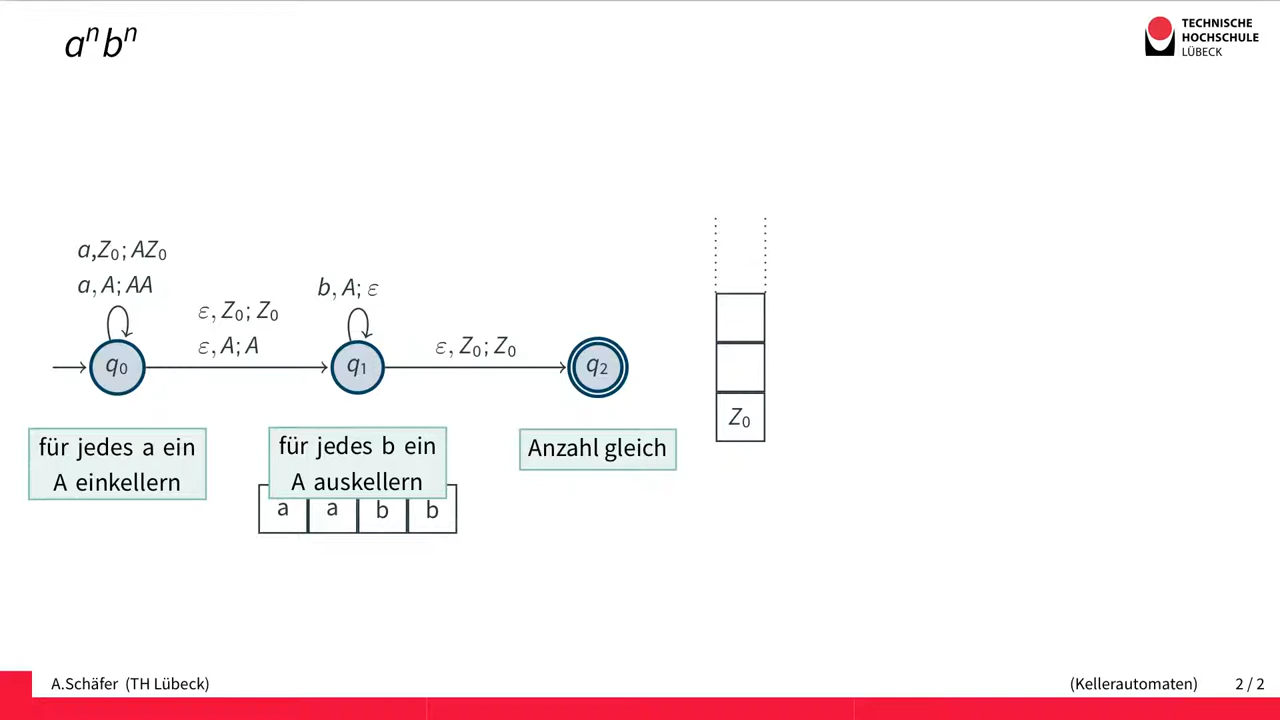 aⁿbⁿ
TECHNISCHE
HOCHSCHULE
LÜBECK
a,Z₀; AZ₀
a, A; AA
ε, Z₀; Z₀
ε, A; A
b, A; ε
ε, Z₀; Z₀
q₀
q₁
q₂
Z₀
für jedes a ein
A einkellern
für jedes b ein
A auskellern
Anzahl gleich
a a b b
A.Schäfer (TH Lübeck)
(Kellerautomaten) 2 / 2